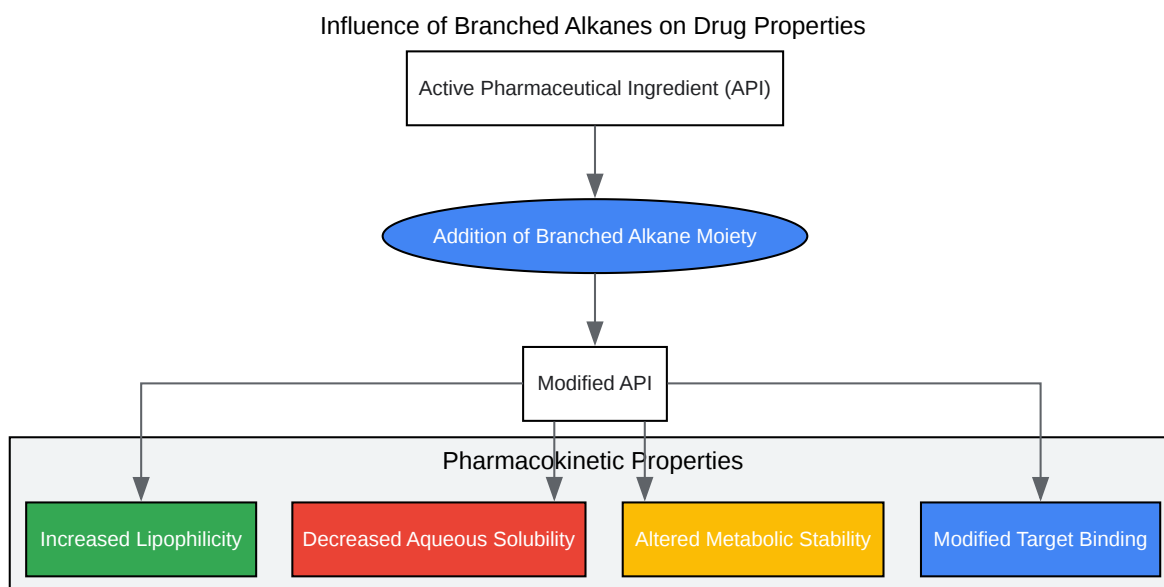 Influence of Branched Alkanes on Drug Properties
Active Pharmaceutical Ingredient (API)
Addition of Branched Alkane Moiety
Modified API
Pharmacokinetic Properties
Increased Lipophilicity
Decreased Aqueous Solubility
Altered Metabolic Stability
Modified Target Binding